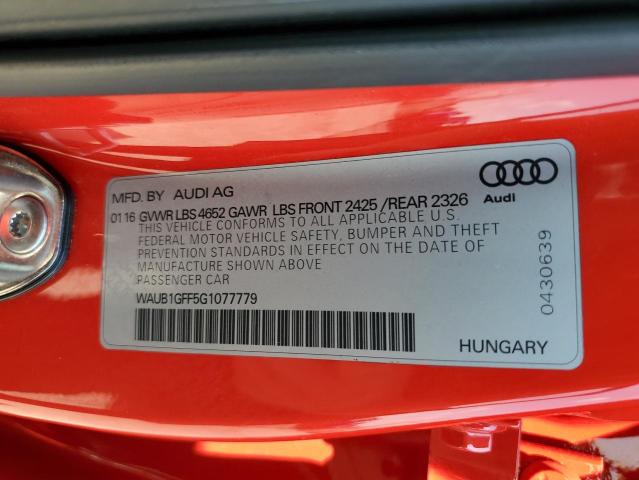 MFD. BY AUDI AG
01 16 GVWR LBS 4652 GAWR LBS FRONT 2425 /REAR 2326
THIS VEHICLE CONFORMS TO ALL APPLICABLE U.S.
FEDERAL MOTOR VEHICLE SAFETY, BUMPER AND THEFT
PREVENTION STANDARDS IN EFFECT ON THE DATE OF
MANUFACTURE SHOWN ABOVE
PASSENGER CAR
WAUB1GFF5G1077779
HUNGARY
Audi
0430639